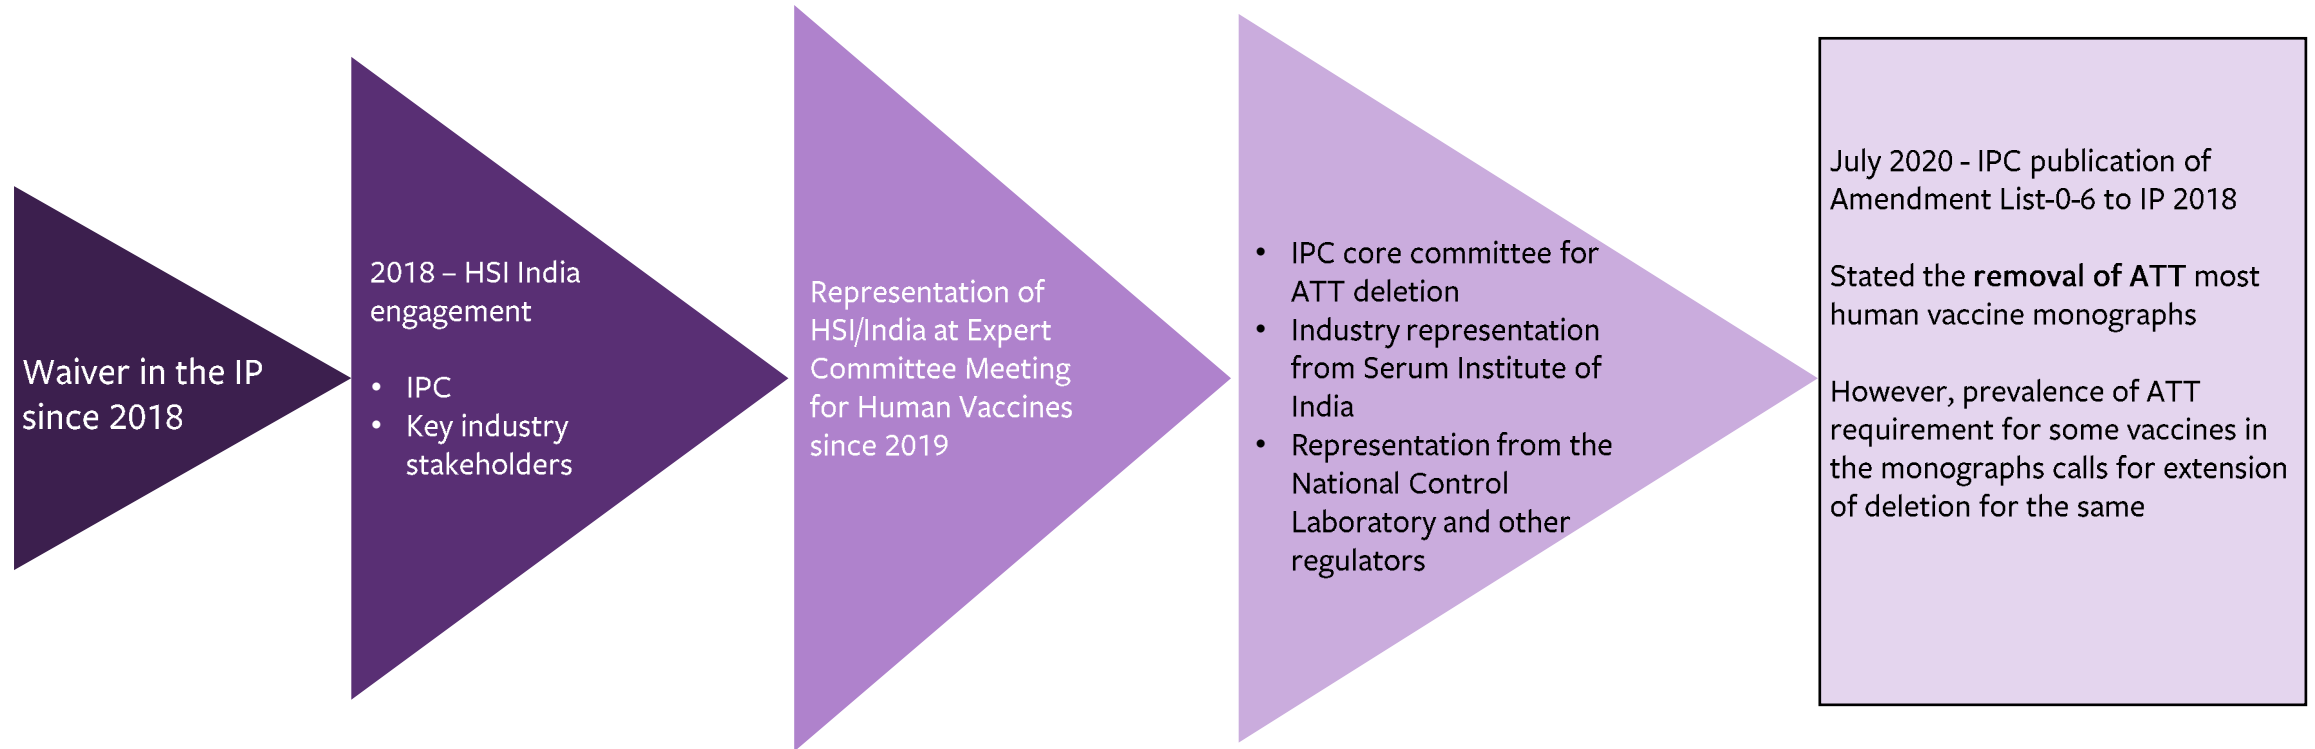 Waiver in the IP
since 2018
2018 – HSI India
engagement
• IPC
• Key industry
stakeholders
Representation of
HSI/India at Expert
Committee Meeting
for Human Vaccines
since 2019
• IPC core committee for
ATT deletion
• Industry representation
from Serum Institute of
India
• Representation from the
National Control
Laboratory and other
regulators
July 2020 - IPC publication of
Amendment List-0-6 to IP 2018
Stated the removal of ATT most
human vaccine monographs
However, prevalence of ATT
requirement for some vaccines in
the monographs calls for extension
of deletion for the same